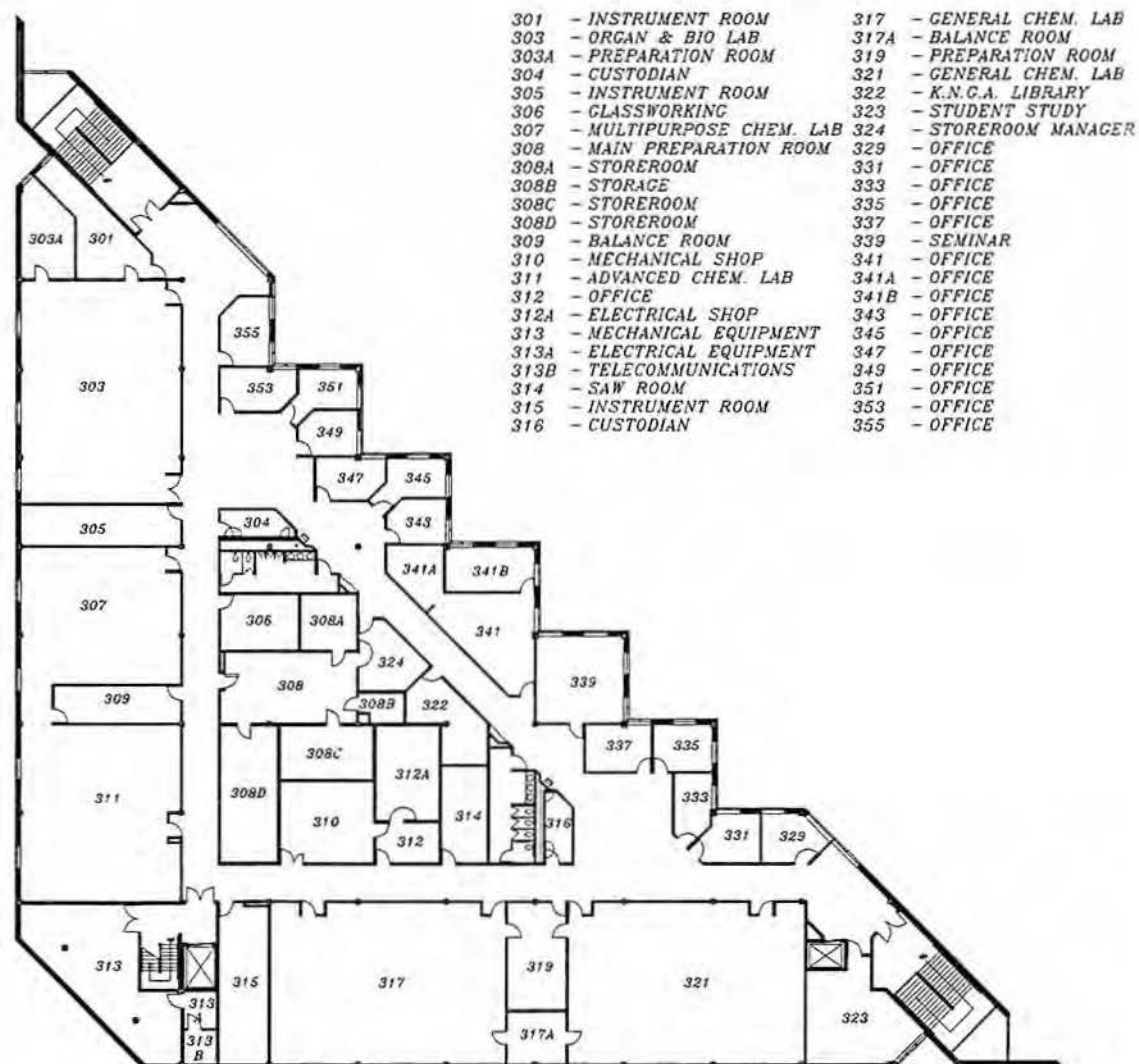 301 - INSTRUMENT ROOM
303 - ORGAN & BIO LAB
303A - PREPARATION ROOM
304 - CUSTODIAN
305 - INSTRUMENT ROOM
306 - GLASSWORKING
307 - MULTIPURPOSE CHEM. LAB
308 - MAIN PREPARATION ROOM
308A - STOREROOM
308B - STORAGE
308C - STOREROOM
308D - STOREROOM
309 - BALANCE ROOM
310 - MECHANICAL SHOP
311 - ADVANCED CHEM. LAB
312 - OFFICE
312A - ELECTRICAL SHOP
313 - MECHANICAL EQUIPMENT
313A - ELECTRICAL EQUIPMENT
313B - TELECOMMUNICATIONS
314 - SAW ROOM
315 - INSTRUMENT ROOM
316 - CUSTODIAN
317 - GENERAL CHEM. LAB
317A - BALANCE ROOM
319 - PREPARATION ROOM
321 - GENERAL CHEM. LAB
322 - K.N.G.A. LIBRARY
323 - STUDENT STUDY
324 - STOREROOM MANAGER
329 - OFFICE
331 - OFFICE
333 - OFFICE
335 - OFFICE
337 - OFFICE
339 - SEMINAR
341 - OFFICE
341A - OFFICE
341B - OFFICE
343 - OFFICE
345 - OFFICE
347 - OFFICE
349 - OFFICE
351 - OFFICE
353 - OFFICE
355 - OFFICE
303A
301
355
303
353
351
349
347
345
305
304
343
341A
341B
307
306
308A
341
324
339
309
308
308B
322
337
335
308C
311
308D
312A
333
310
314
312
316
331
329
313
315
317
319
321
313
A
313
B
317A
323